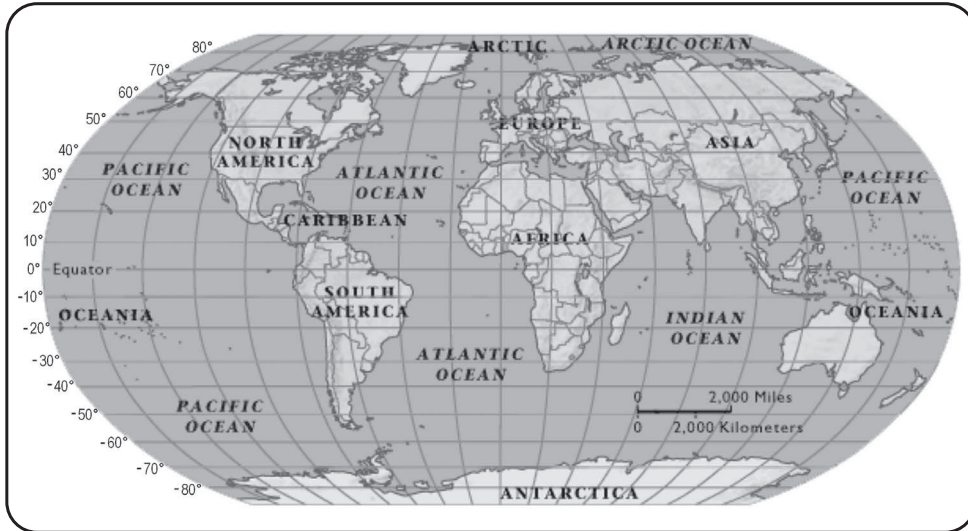 80°
ARCTIC
ARCTIC OCEAN
70°
60°
50°
EUROPE
NORTH
AMERICA
ASIA
40°
PACIFIC
OCEAN
ATLANTIC
OCEAN
PACIFIC
OCEAN
30°
20°
CARIBBEAN
10°
AFRICA
0°
Equator
-10°
SOUTH
AMERICA
OCEANIA
INDIAN
OCEAN
OCEANIA
-20°
-30°
ATLANTIC
OCEAN
-40°
0 2,000 Miles
0 2,000 Kilometers
PACIFIC
OCEAN
-50°
-60°
-70°
-80°
ANTARCTICA